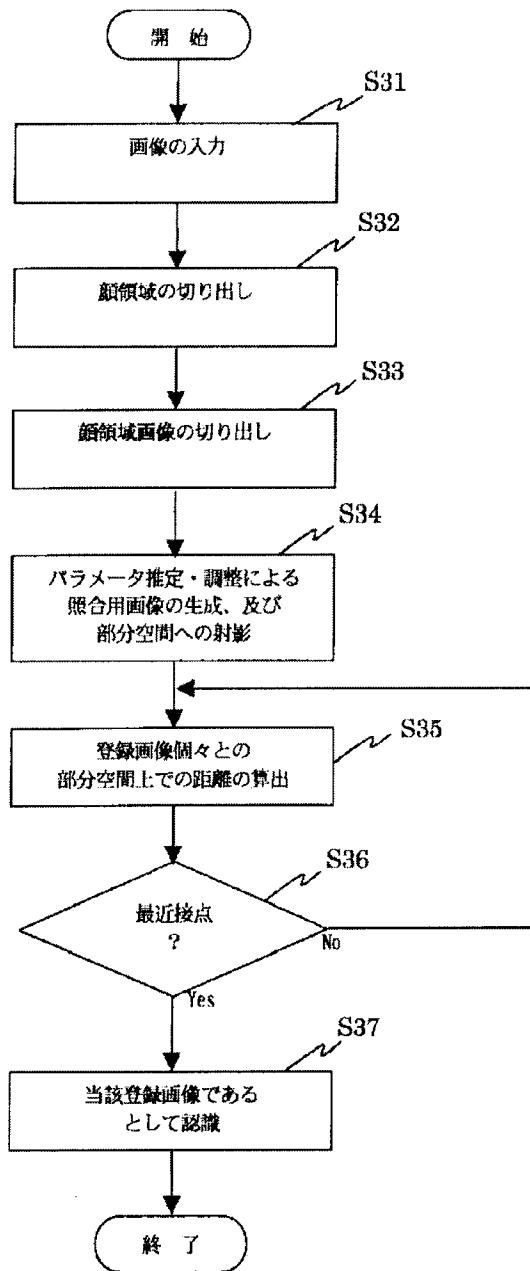 開 始
S31
画像の入力
S32
顔領域の切り出し
S33
顔領域画像の切り出し
S34
パラメータ推定・調整による
照合用画像の生成、及び
部分空間への射影
S35
登録画像個々との
部分空間上での距離の算出
S36
最近接点
?
No
Yes
S37
当該登録画像である
として認識
終 了